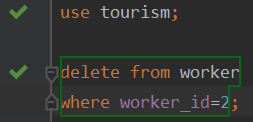 use tourism;
delete from worker
where worker_id=2;